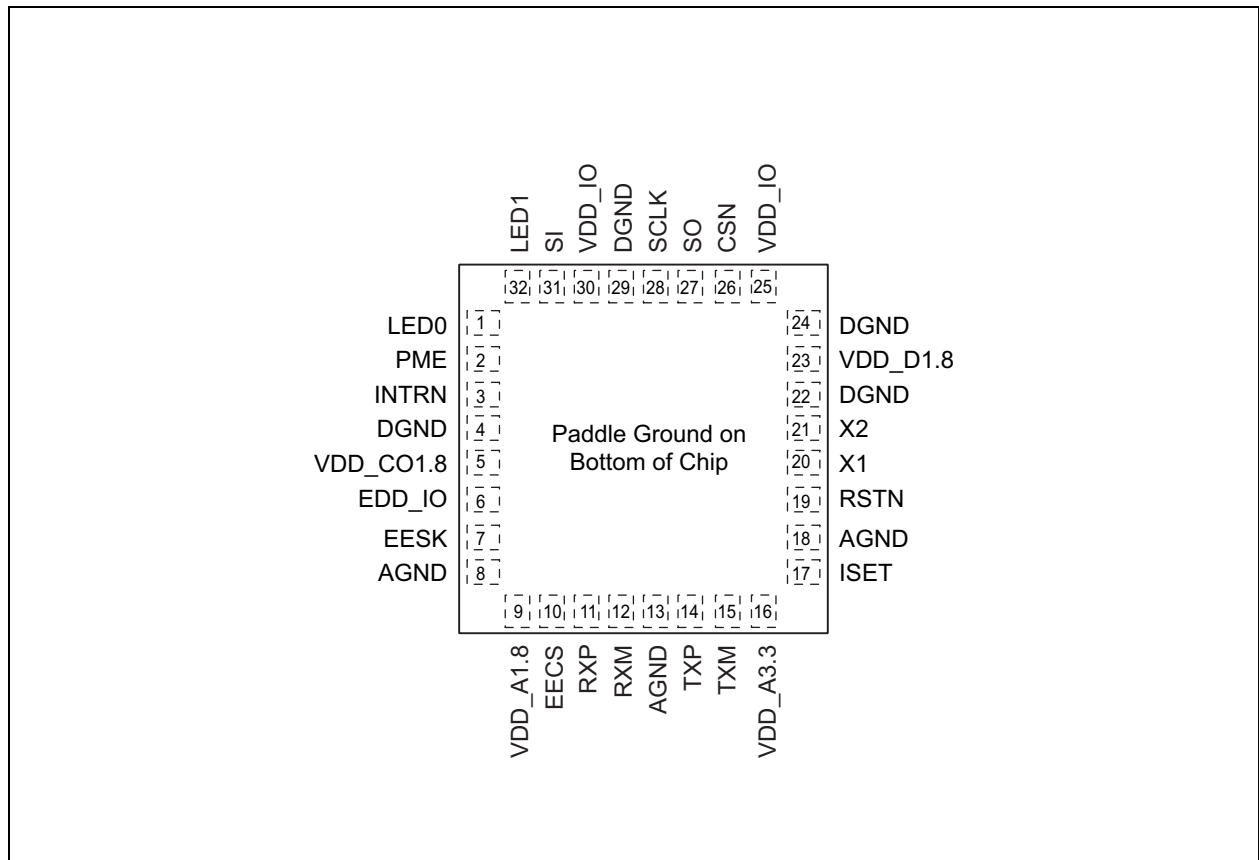 LED1
SI
VDD_IO
DGND
SCLK
SO
CSN
VDD_IO
32
31
30
29
28
27
26
25
LED0 1
PME 2
INTRN 3
DGND 4
VDD_CO1.8 5
EDD_IO 6
EESK 7
AGND 8
Paddle Ground on
Bottom of Chip
24 DGND
23 VDD_D1.8
22 DGND
21 X2
20 X1
19 RSTN
18 AGND
17 ISET
9
10
11
12
13
14
15
16
VDD_A1.8
EECS
RXP
RXM
AGND
TXP
TXM
VDD_A3.3